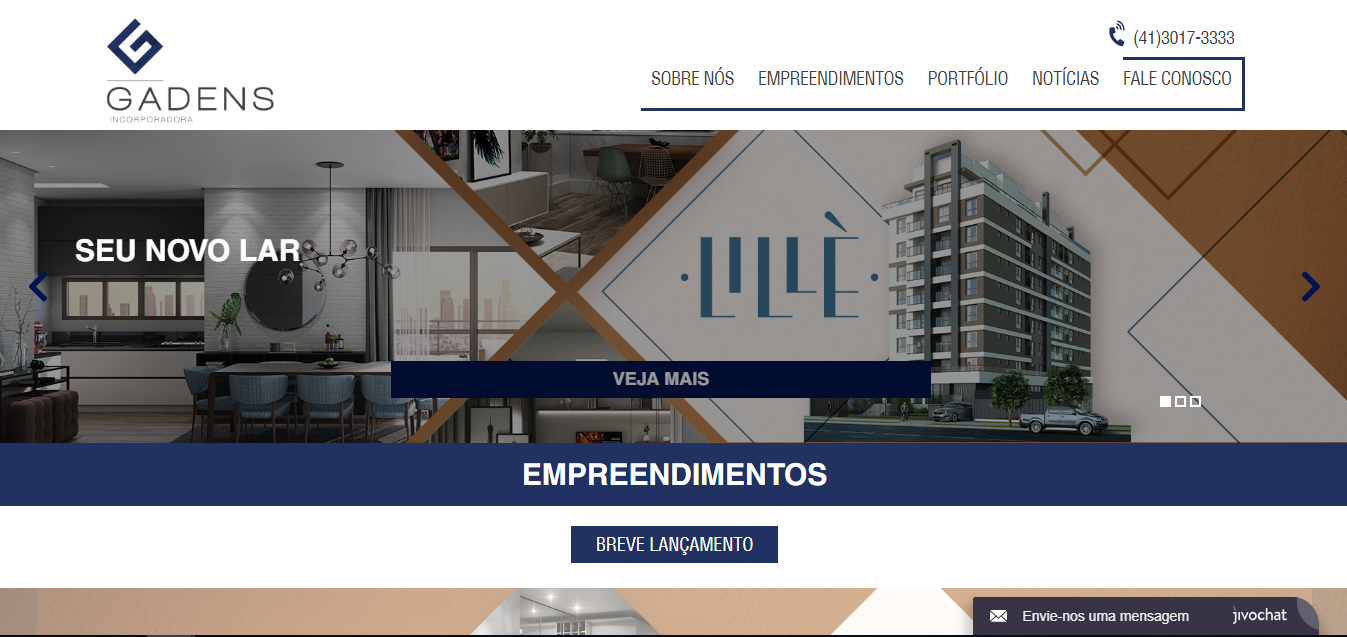 GADENS
INCORPORADORA
(41)3017-3333
SOBRE NÓS EMPREENDIMENTOS PORTFÓLIO NOTÍCIAS FALE CONOSCO
SEU NOVO LAR
LILLÈ
VEJA MAIS
EMPREENDIMENTOS
BREVE LANÇAMENTO
Envie-nos uma mensagem jivochat